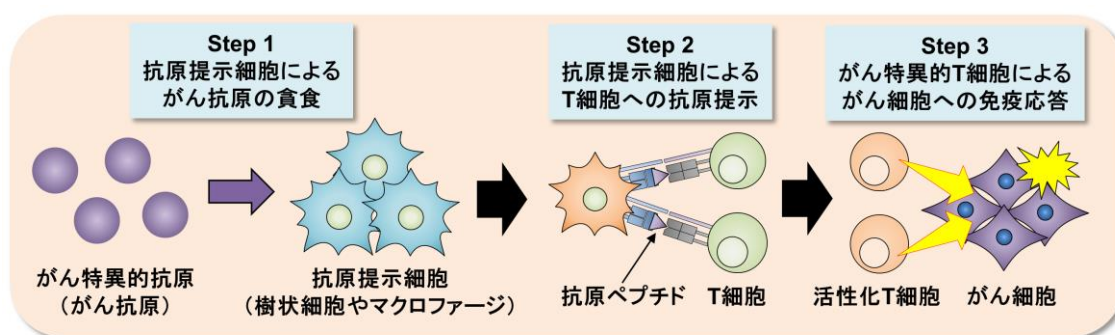 Step 1
抗原提示細胞による
がん抗原の貪食
Step 2
抗原提示細胞による
T細胞への抗原提示
Step 3
がん特異的T細胞による
がん細胞への免疫応答
がん特異的抗原
（がん抗原）
抗原提示細胞
（樹状細胞やマクロファージ）
抗原ペプチド
T細胞
活性化T細胞
がん細胞